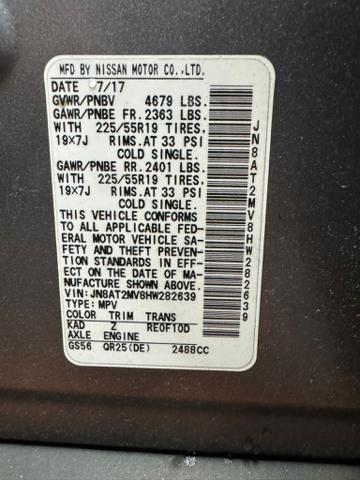 MFD BY NISSAN MOTOR CO.,LTD.
DATE 7/17
GVWR/PNBV 4679 LBS.
GAWR/PNBE FR. 2363 LBS.
WITH 225/55R19 TIRES,
19×7J RIMS. AT 33 PSI
COLD SINGLE.
GAWR/PNBE RR. 2401 LBS.
WITH 225/55R19 TIRES,
19×7J RIMS. AT 33 PSI
COLD SINGLE.
THIS VEHICLE CONFORMS
TO ALL APPLICABLE FED-
ERAL MOTOR VEHICLE SA-
FETY AND THEFT PREVEN-
TION STANDARDS IN EFF-
ECT ON THE DATE OF MA-
NUFACTURE SHOWN ABOVE.
VIN: JN8AT2MV8HW282639
TYPE: MPV
COLOR TRIM TRANS
KAD Z RE0F10D
AXLE ENGINE
GS56 QR25(DE) 2488CC
JN8AT2MV8HW282639